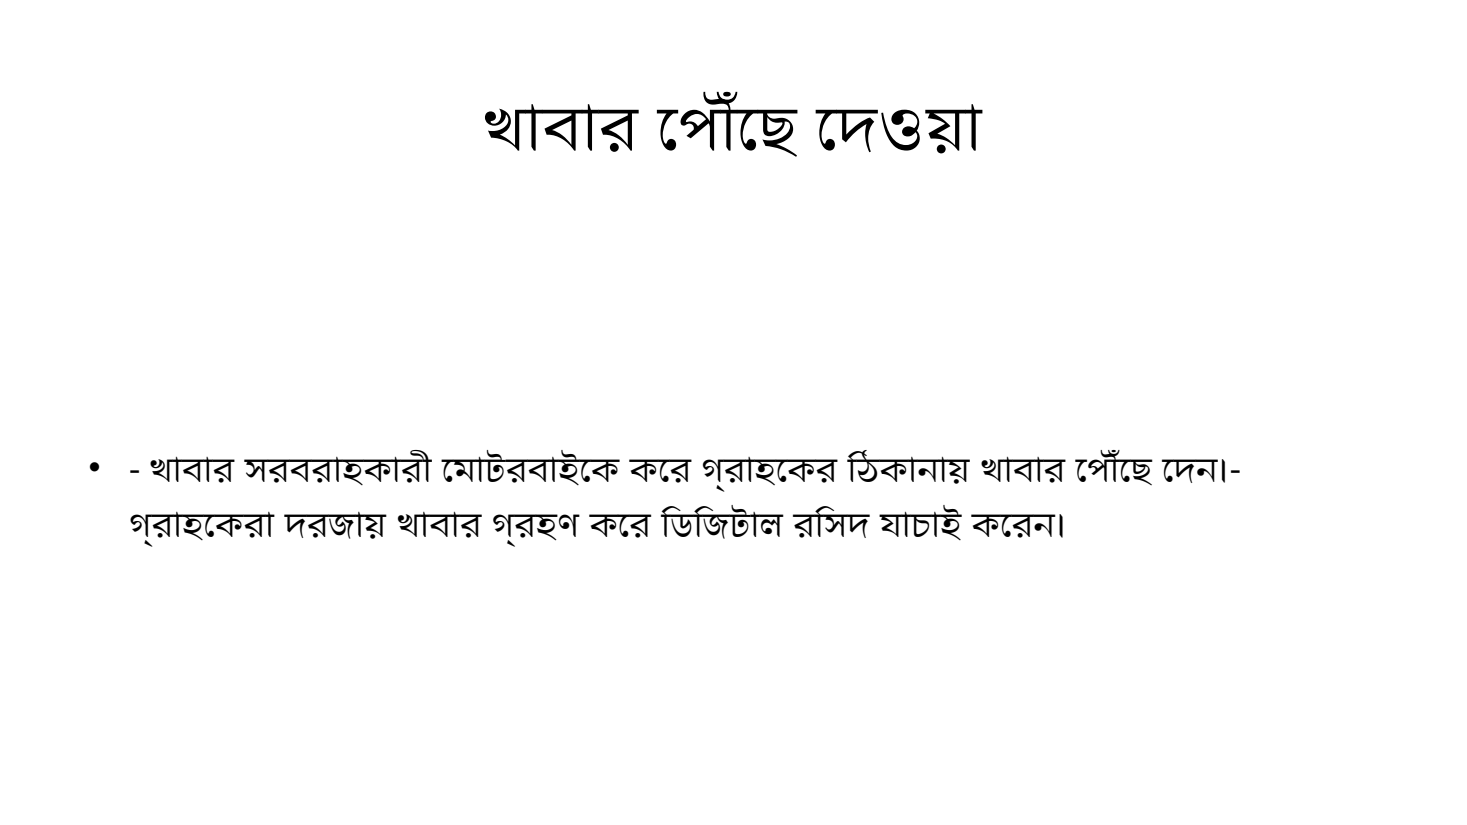 খাবার পৌঁছে দেওয়া
• - খাবার সরবরাহকারী মোটরবাইকে করে গ্রাহকের ঠিকানায় খাবার পৌঁছে দেন।-
গ্রাহকেরা দরজায় খাবার গ্রহণ করে ডিজিটাল রসিদ যাচাই করেন।